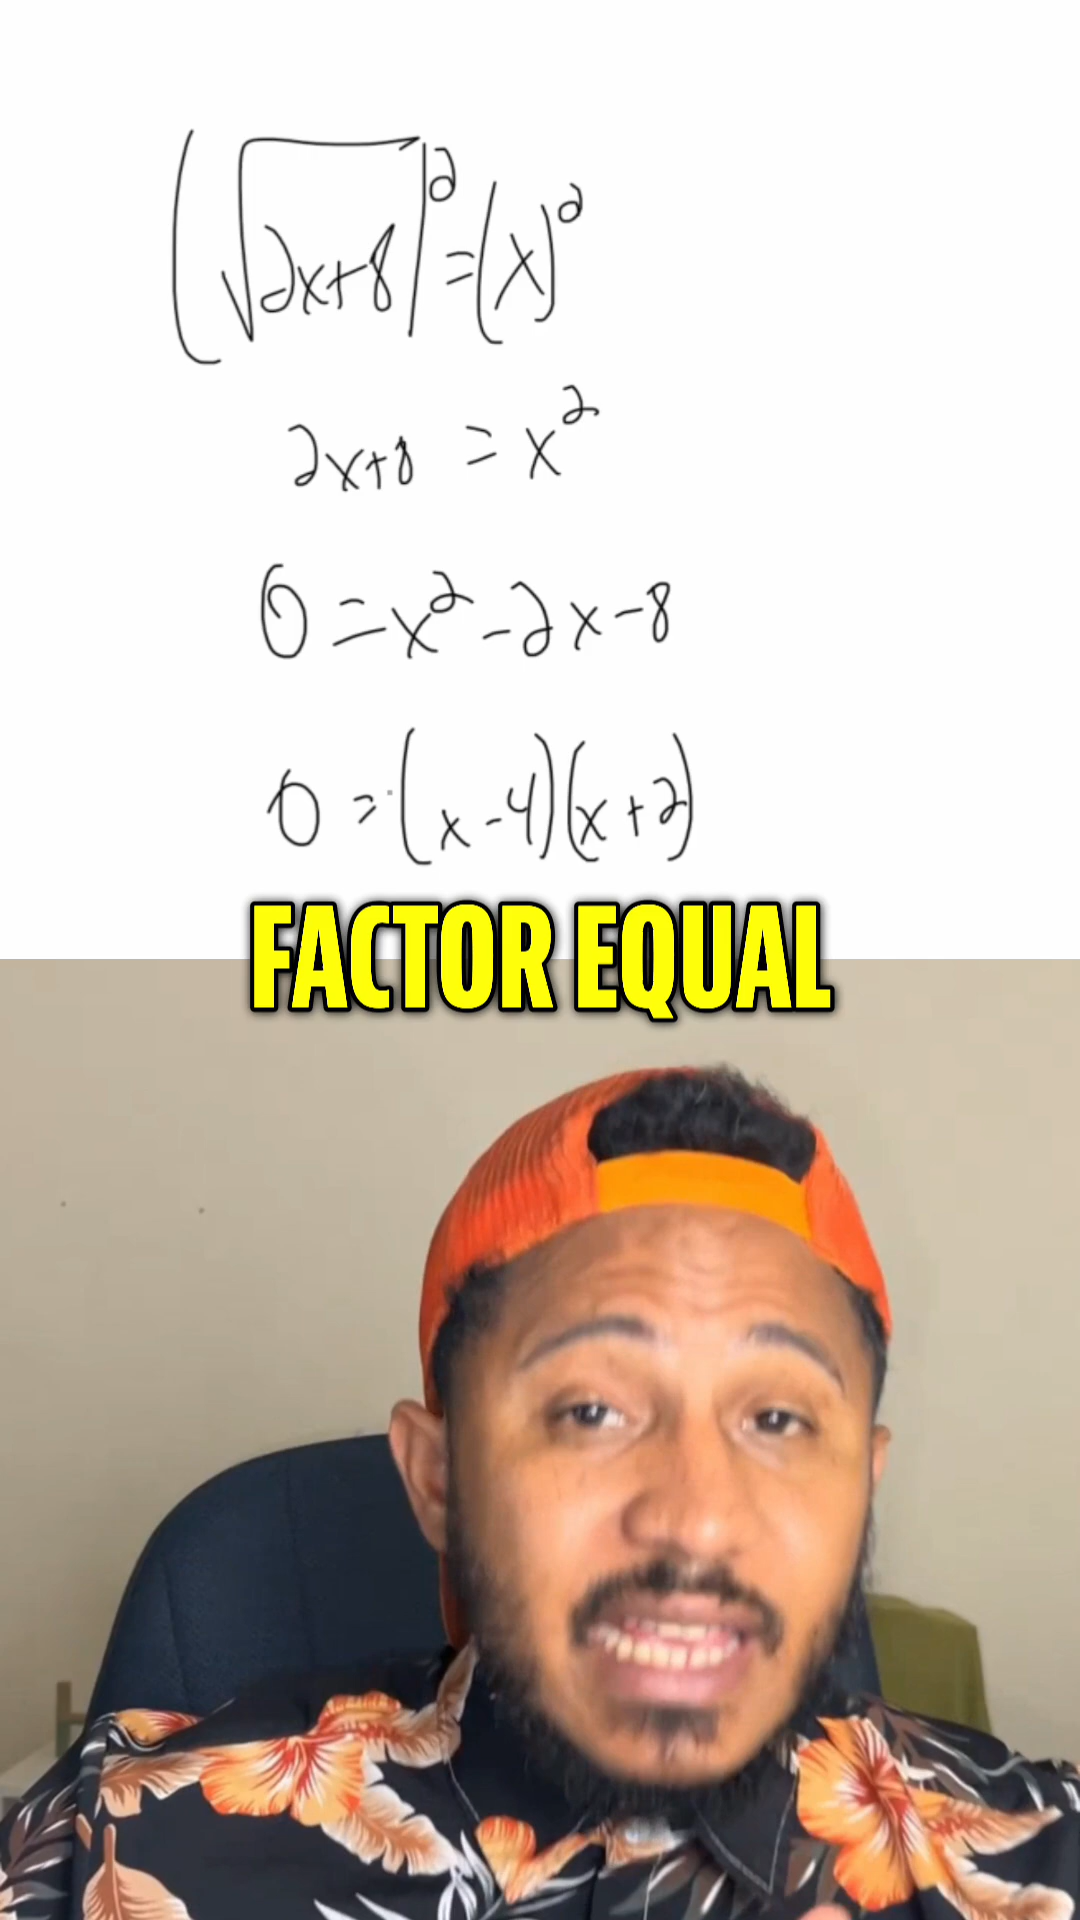 (√2x+8)² = (x)²
2x+8 = x²
0 = x² - 2x - 8
0 = (x - 4)(x + 2)
FACTOR EQUAL